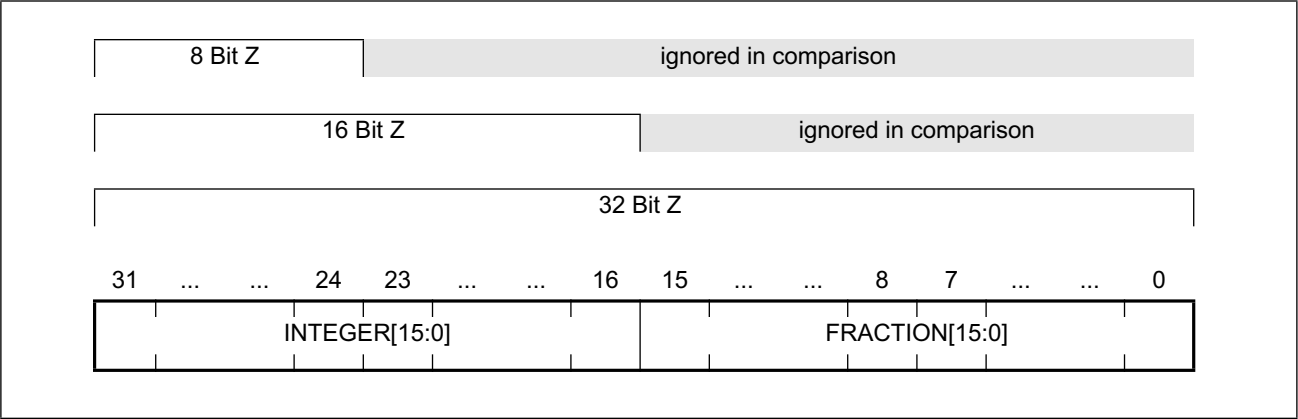 8 Bit Z ignored in comparison
16 Bit Z ignored in comparison
32 Bit Z
31 ... ... 24 23 ... ... 16 15 ... ... 8 7 ... ... 0
INTEGER[15:0] FRACTION[15:0]